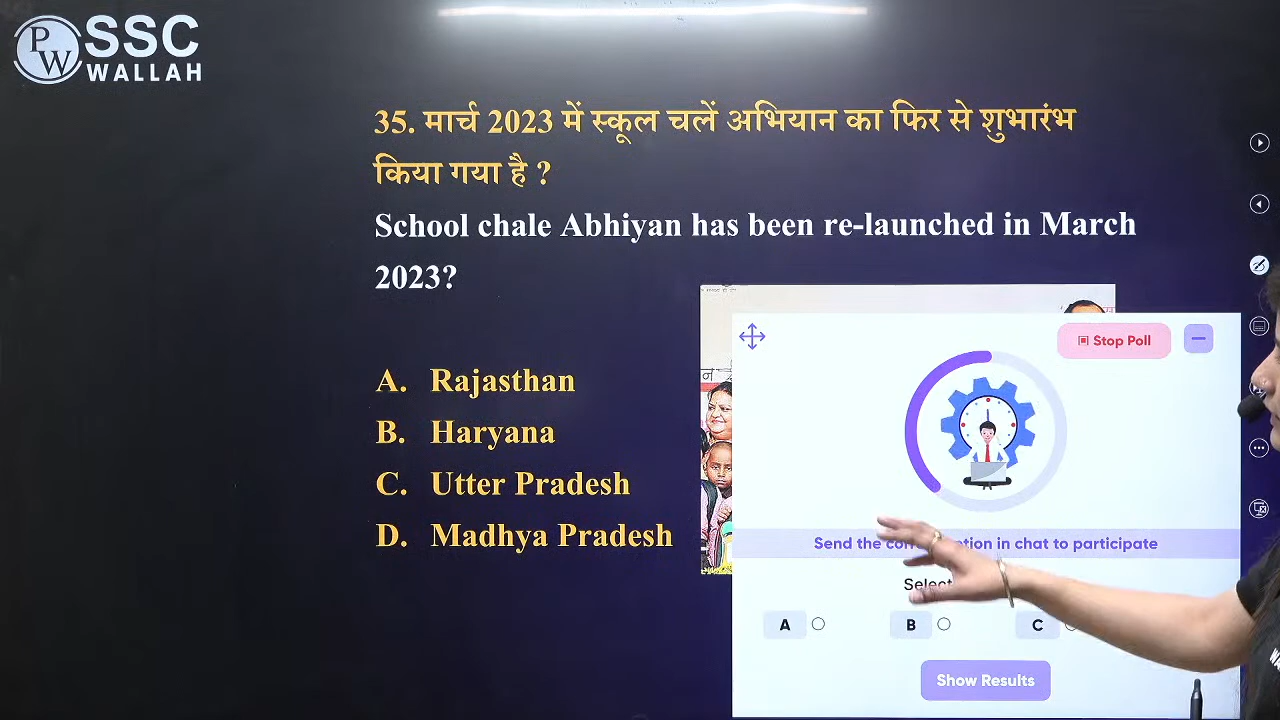 PW SSC
WALLAH
35. मार्च 2023 में स्कूल चलें अभियान का फिर से शुभारंभ
किया गया है ?
School chale Abhiyan has been re-launched in March
2023?
A. Rajasthan
B. Haryana
C. Utter Pradesh
D. Madhya Pradesh
Stop Poll
Send the in chat to participate
Select
A B C
Show Results